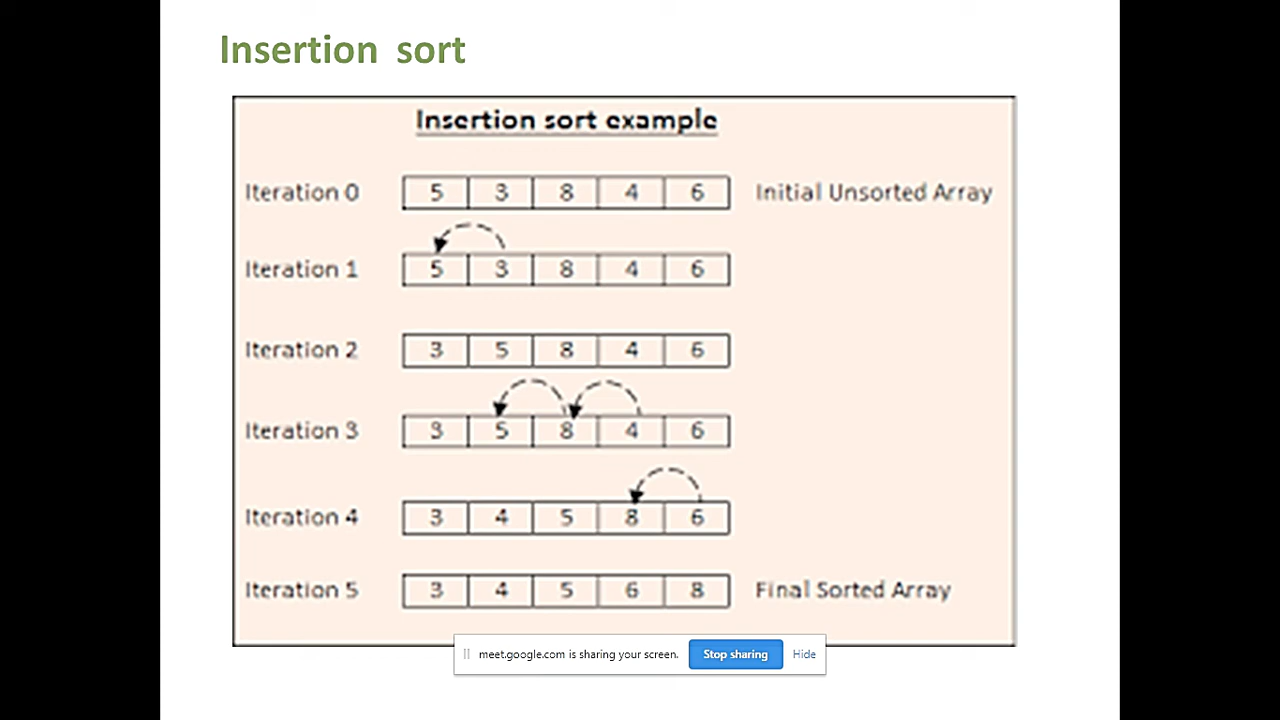 Insertion sort
Insertion sort example
Iteration 0 5 3 8 4 6 Initial Unsorted Array
Iteration 1 5 3 8 4 6
Iteration 2 3 5 8 4 6
Iteration 3 3 5 8 4 6
Iteration 4 3 4 5 8 6
Iteration 5 3 4 5 6 8 Final Sorted Array
meet.google.com is sharing your screen. Stop sharing Hide